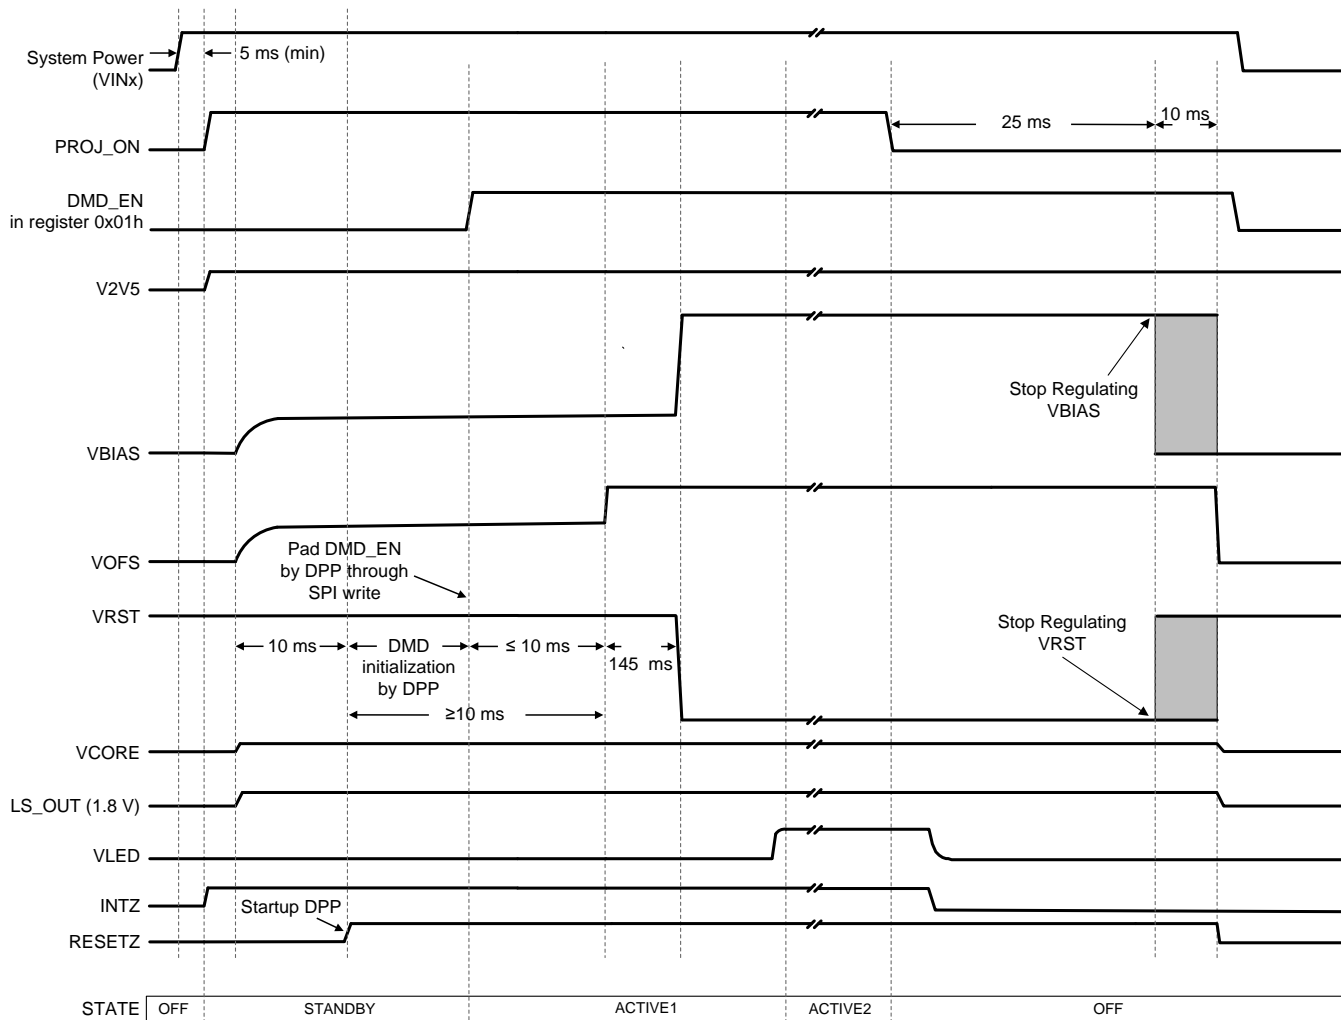 System Power
(VINx)
5 ms (min)
PROJ_ON
25 ms
10 ms
DMD_EN
in register 0x01h
V2V5
Stop Regulating
VBIAS
VBIAS
VOFS
Pad DMD_EN
by DPP through
SPI write
VRST
Stop Regulating
VRST
10 ms
DMD
initialization
by DPP
≤ 10 ms
145 ms
≥10 ms
VCORE
LS_OUT (1.8 V)
VLED
INTZ
Startup DPP
RESETZ
STATE
OFF
STANDBY
ACTIVE1
ACTIVE2
OFF